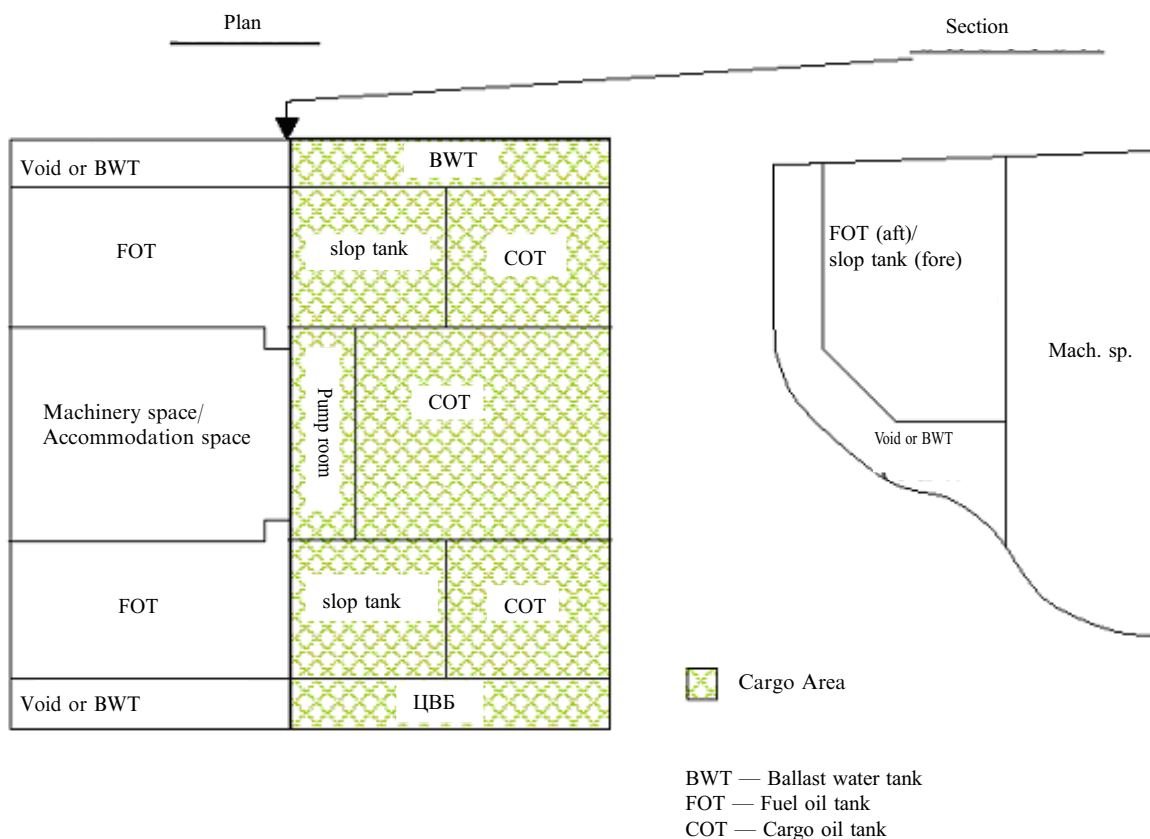 Plan
Section
Void or BWT
BWT
FOT
slop tank
COT
FOT (aft)/
slop tank (fore)
Machinery space/
Accommodation space
Pump room
COT
Mach. sp.
Void or BWT
FOT
slop tank
COT
Void or BWT
ЦВБ
Cargo Area
BWT — Ballast water tank
FOT — Fuel oil tank
COT — Cargo oil tank